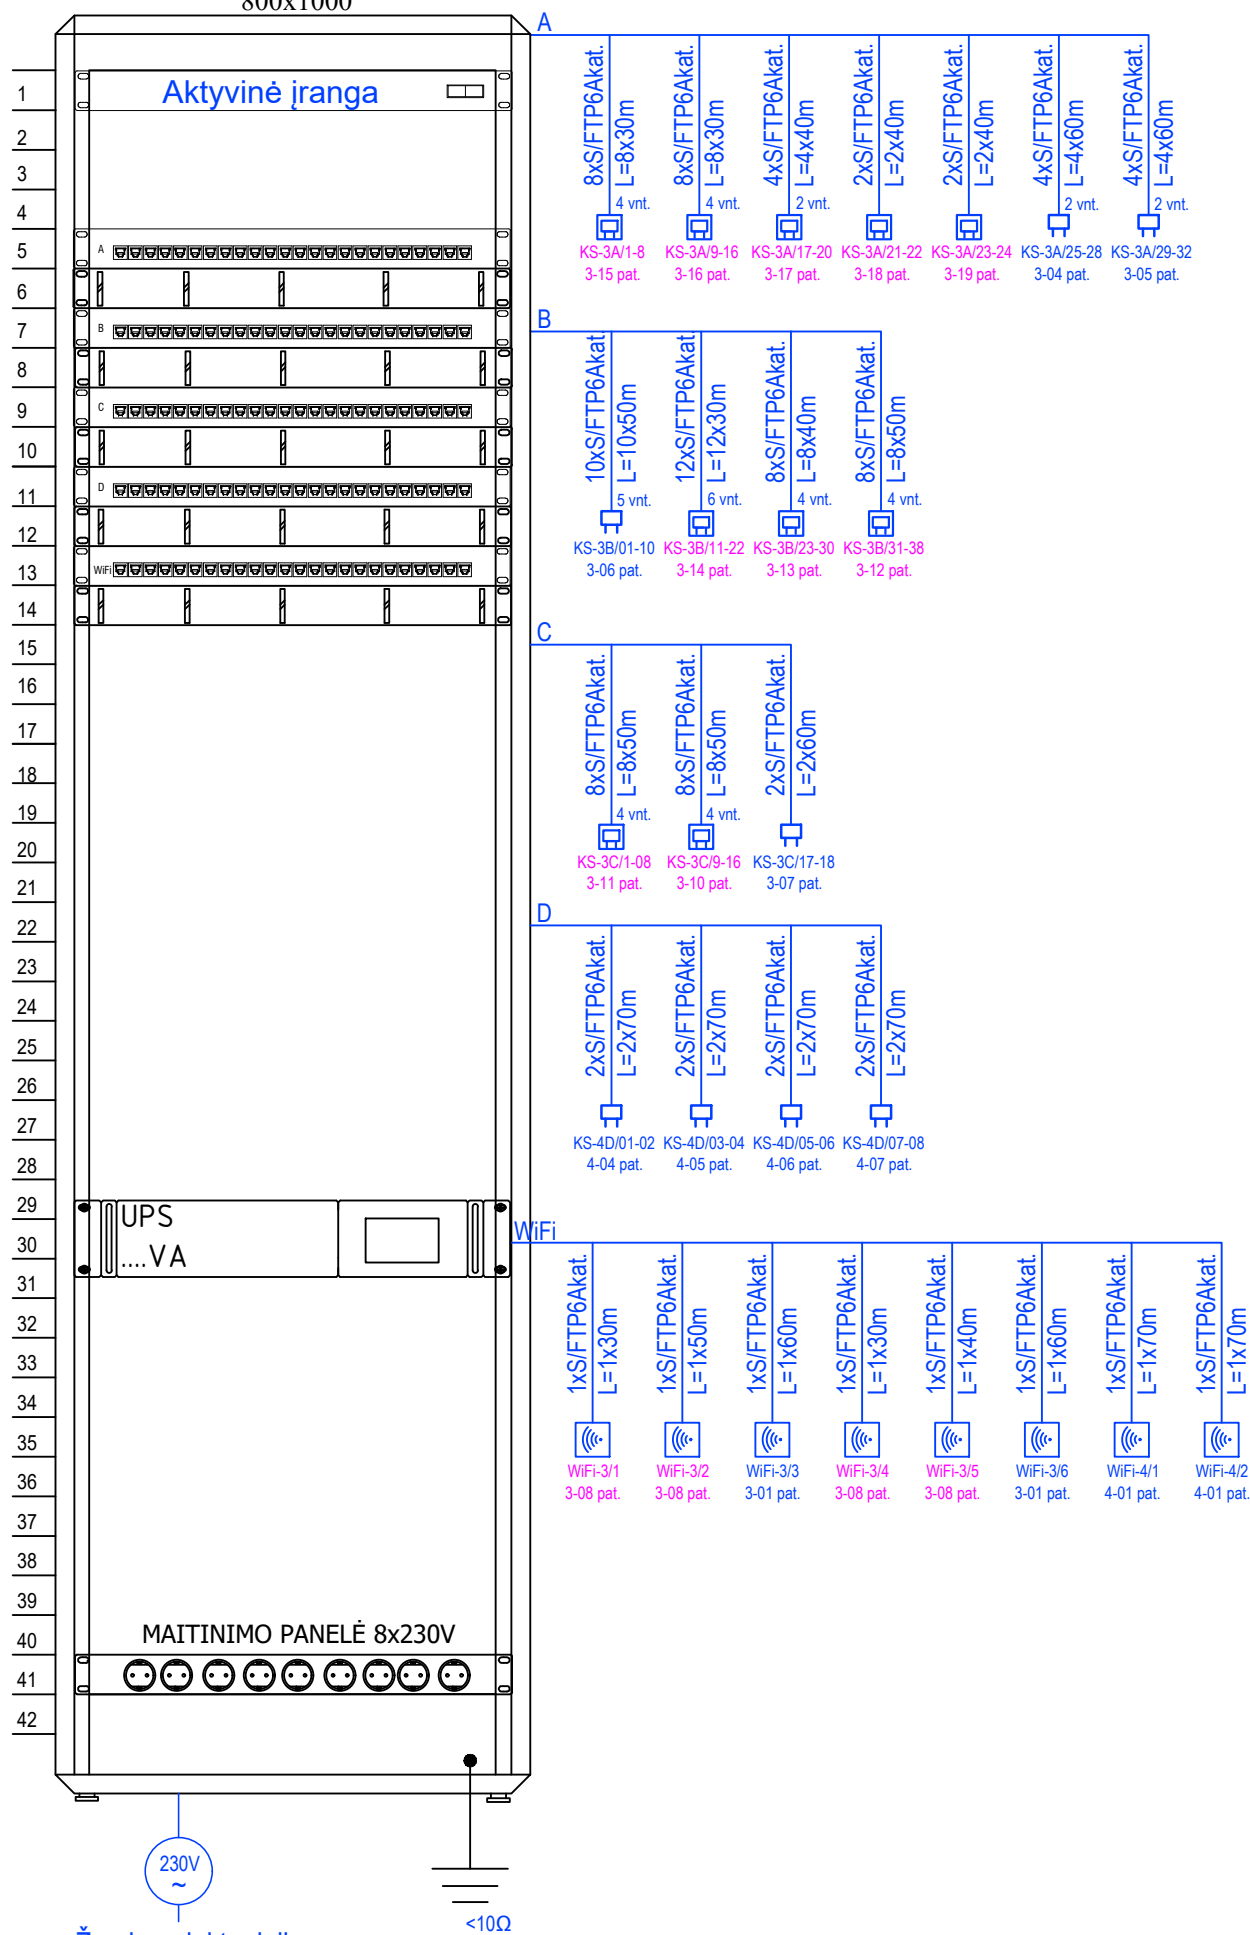 800x1000
1
2
3
4
5
6
7
8
9
10
11
12
13
14
15
16
17
18
19
20
21
22
23
24
25
26
27
28
29
30
31
32
33
34
35
36
37
38
39
40
41
42
Aktyvinė įranga
A
B
C
D
WiFi
UPS
....VA
MAITINIMO PANELĖ 8x230V
230V
~
<10Ω
A
8xS/FTP6Akat.
L=8x30m
4 vnt.
KS-3A/1-8
3-15 pat.
8xS/FTP6Akat.
L=8x30m
4 vnt.
KS-3A/9-16
3-16 pat.
4xS/FTP6Akat.
L=4x40m
2 vnt.
KS-3A/17-20
3-17 pat.
2xS/FTP6Akat.
L=2x40m
KS-3A/21-22
3-18 pat.
2xS/FTP6Akat.
L=2x40m
KS-3A/23-24
3-19 pat.
4xS/FTP6Akat.
L=4x60m
2 vnt.
KS-3A/25-28
3-04 pat.
4xS/FTP6Akat.
L=4x60m
2 vnt.
KS-3A/29-32
3-05 pat.
B
10xS/FTP6Akat.
L=10x50m
5 vnt.
KS-3B/01-10
3-06 pat.
12xS/FTP6Akat.
L=12x30m
6 vnt.
KS-3B/11-22
3-14 pat.
8xS/FTP6Akat.
L=8x40m
4 vnt.
KS-3B/23-30
3-13 pat.
8xS/FTP6Akat.
L=8x50m
4 vnt.
KS-3B/31-38
3-12 pat.
C
8xS/FTP6Akat.
L=8x50m
4 vnt.
KS-3C/1-08
3-11 pat.
8xS/FTP6Akat.
L=8x50m
4 vnt.
KS-3C/9-16
3-10 pat.
2xS/FTP6Akat.
L=2x60m
KS-3C/17-18
3-07 pat.
D
2xS/FTP6Akat.
L=2x70m
KS-4D/01-02
4-04 pat.
2xS/FTP6Akat.
L=2x70m
KS-4D/03-04
4-05 pat.
2xS/FTP6Akat.
L=2x70m
KS-4D/05-06
4-06 pat.
2xS/FTP6Akat.
L=2x70m
KS-4D/07-08
4-07 pat.
WiFi
1xS/FTP6Akat.
L=1x30m
WiFi-3/1
3-08 pat.
1xS/FTP6Akat.
L=1x50m
WiFi-3/2
3-08 pat.
1xS/FTP6Akat.
L=1x60m
WiFi-3/3
3-01 pat.
1xS/FTP6Akat.
L=1x30m
WiFi-3/4
3-08 pat.
1xS/FTP6Akat.
L=1x40m
WiFi-3/5
3-08 pat.
1xS/FTP6Akat.
L=1x60m
WiFi-3/6
3-01 pat.
1xS/FTP6Akat.
L=1x70m
WiFi-4/1
4-01 pat.
1xS/FTP6Akat.
L=1x70m
WiFi-4/2
4-01 pat.